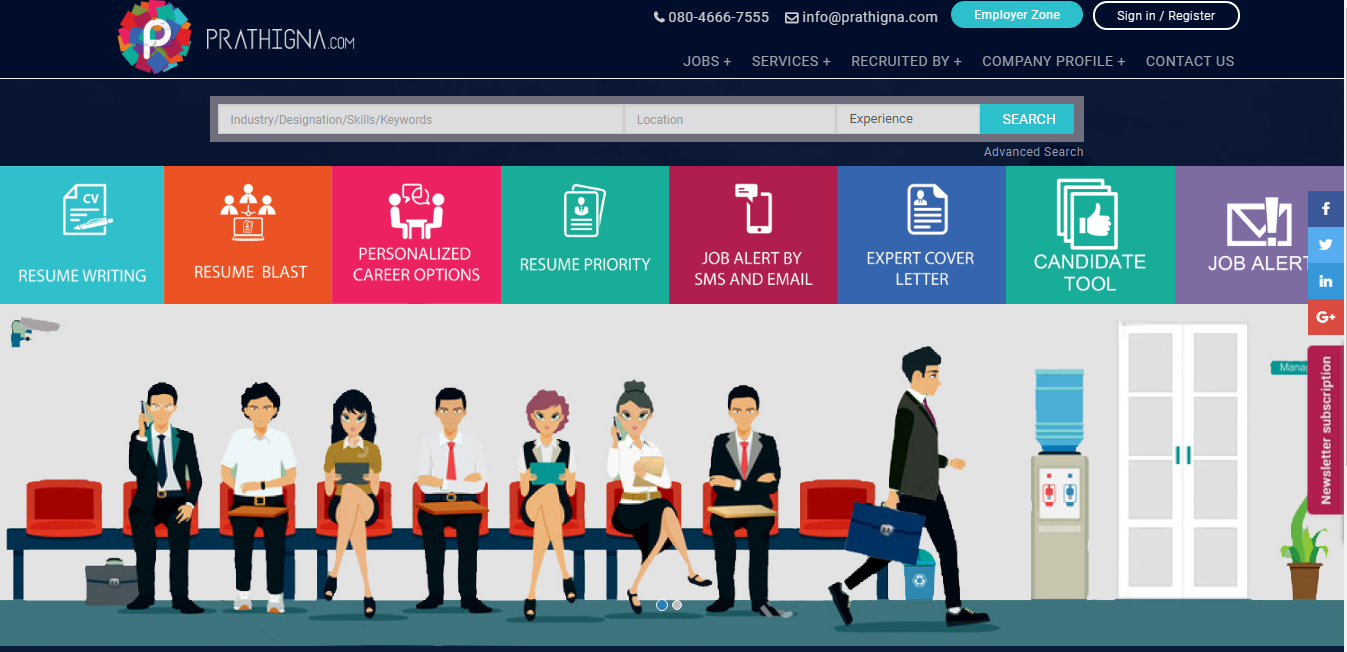 080-4666-7555 info@prathigna.com Employer Zone Sign in / Register
P PRATHIGNA.COM
JOBS + SERVICES + RECRUITED BY + COMPANY PROFILE + CONTACT US
Industry/Designation/Skills/Keywords Location Experience SEARCH
Advanced Search
CV
RESUME WRITING
RESUME BLAST
PERSONALIZED
CAREER OPTIONS
RESUME PRIORITY
JOB ALERT BY
SMS AND EMAIL
EXPERT COVER
LETTER
CANDIDATE
TOOL
JOB ALERT
f
in
G+
Newsletter subscription